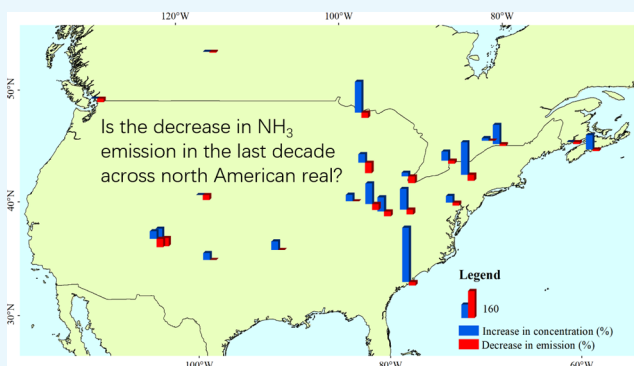 120°W 100°W 80°W
50°N
Is the decrease in NH₃
emission in the last decade
across north American real?
40°N
Legend
160
Increase in concentration (%)
Decrease in emission (%)
30°N
100°W 80°W 60°W